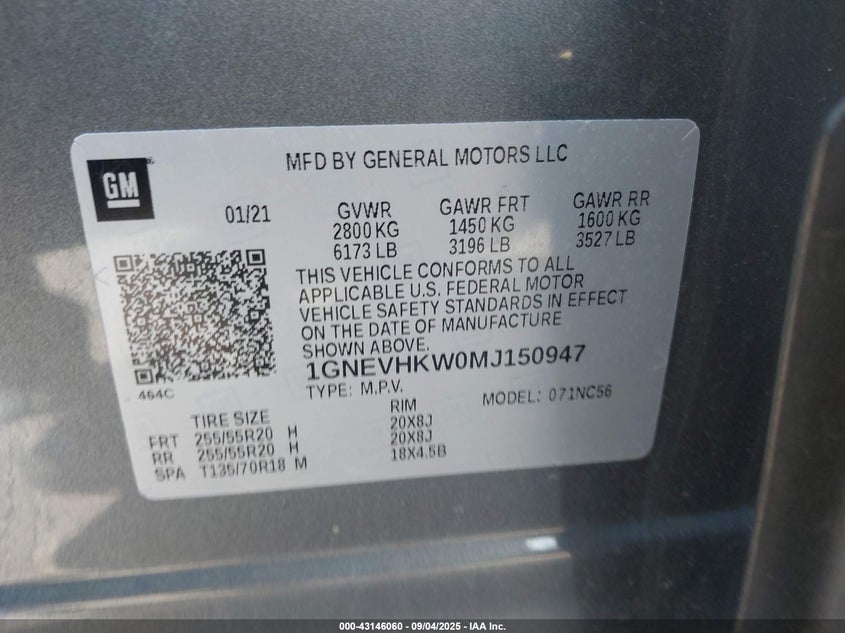 GM
MFD BY GENERAL MOTORS LLC
01/21
GVWR
2800 KG
6173 LB
GAWR FRT
1450 KG
3196 LB
GAWR RR
1600 KG
3527 LB
THIS VEHICLE CONFORMS TO ALL
APPLICABLE U.S. FEDERAL MOTOR
VEHICLE SAFETY STANDARDS IN EFFECT
ON THE DATE OF MANUFACTURE
SHOWN ABOVE.
1GNEVHKW0MJ150947
464C
TYPE: M.P.V.
MODEL: 071NC56
TIRE SIZE RIM
FRT 255/55R20 H 20X8J
RR 255/55R20 H 20X8J
SPA T135/70R18 M 18X4.5B
000-43146060 - 09/04/2025 - IAA Inc.